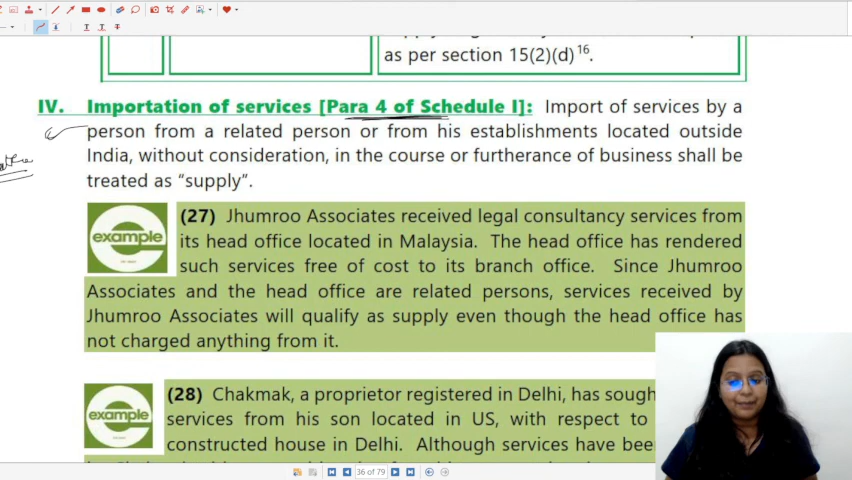 as per section 15(2)(d)16.
IV. Importation of services [Para 4 of Schedule I]: Import of services by a
person from a related person or from his establishments located outside
India, without consideration, in the course or furtherance of business shall be
treated as “supply”.
example
(27) Jhumroo Associates received legal consultancy services from
its head office located in Malaysia. The head office has rendered
such services free of cost to its branch office. Since Jhumroo
Associates and the head office are related persons, services received by
Jhumroo Associates will qualify as supply even though the head office has
not charged anything from it.
example
(28) Chakmak, a proprietor registered in Delhi, has sough
services from his son located in US, with respect to
constructed house in Delhi. Although services have been
36 of 79